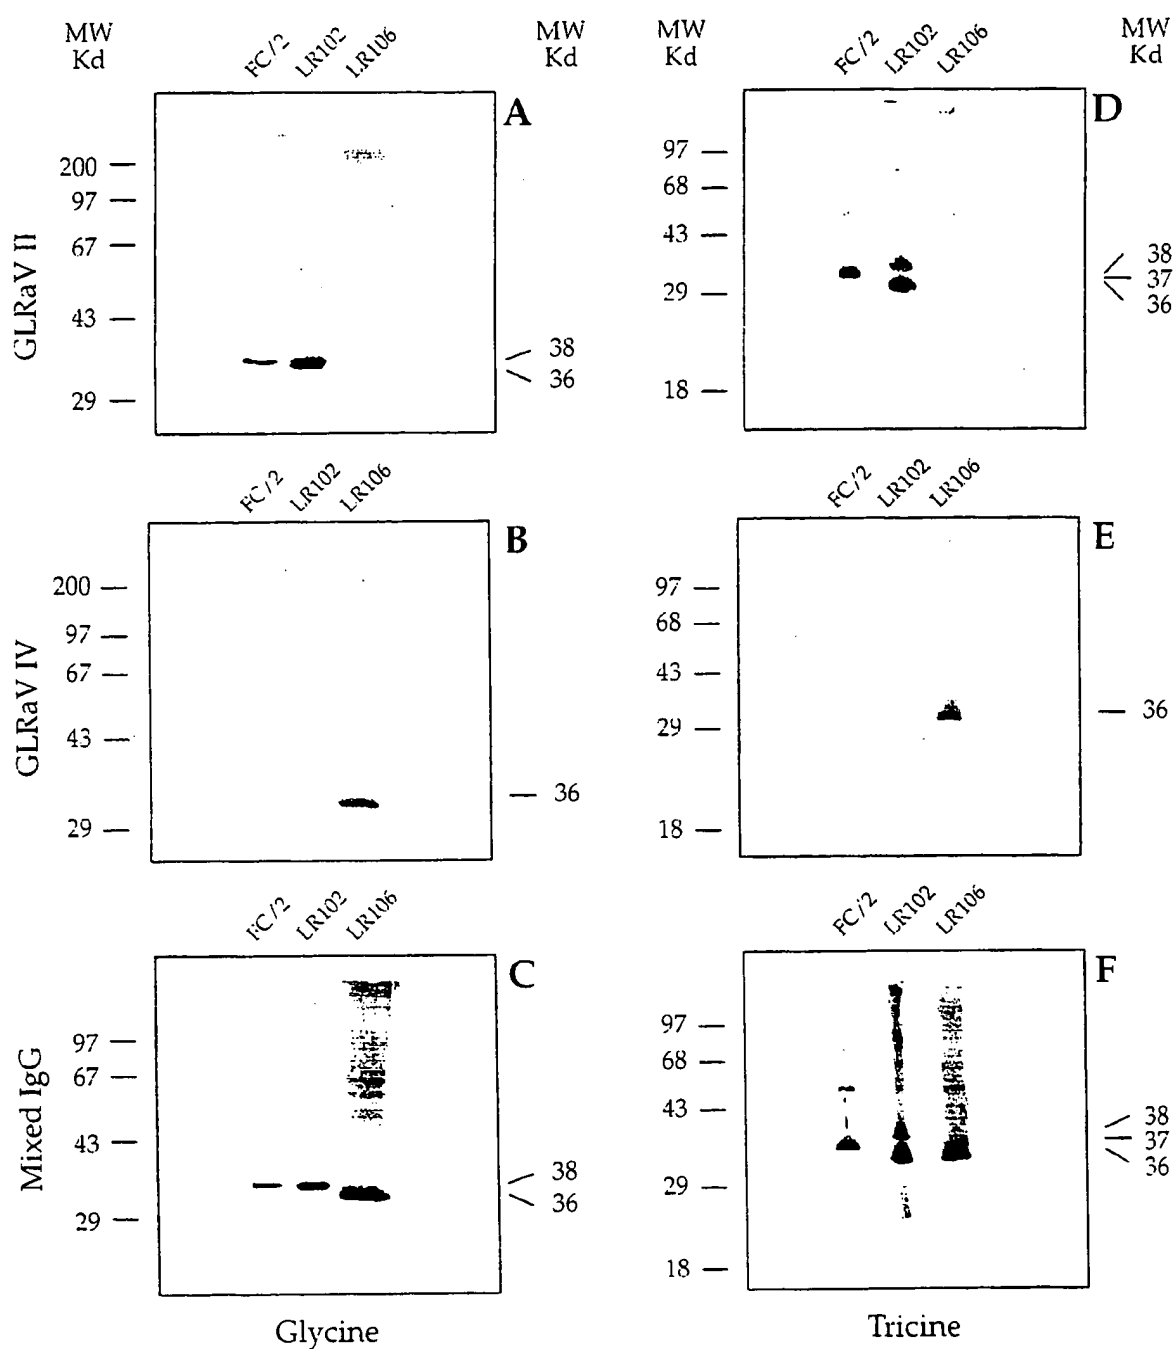 MW
Kd
FC/2 LR102 LR106
MW
Kd
A
200
97
67
43
29
38
36
GLRaV II
MW
Kd
FC/2 LR102 LR106
MW
Kd
D
97
68
43
29
18
38
37
36
FC/2 LR102 LR106
B
200
97
67
43
29
36
GLRaV IV
FC/2 LR102 LR106
E
97
68
43
29
18
36
FC/2 LR102 LR106
C
97
67
43
29
38
36
Mixed IgG
Glycine
FC/2 LR102 LR106
F
97
68
43
29
18
38
37
36
Tricine